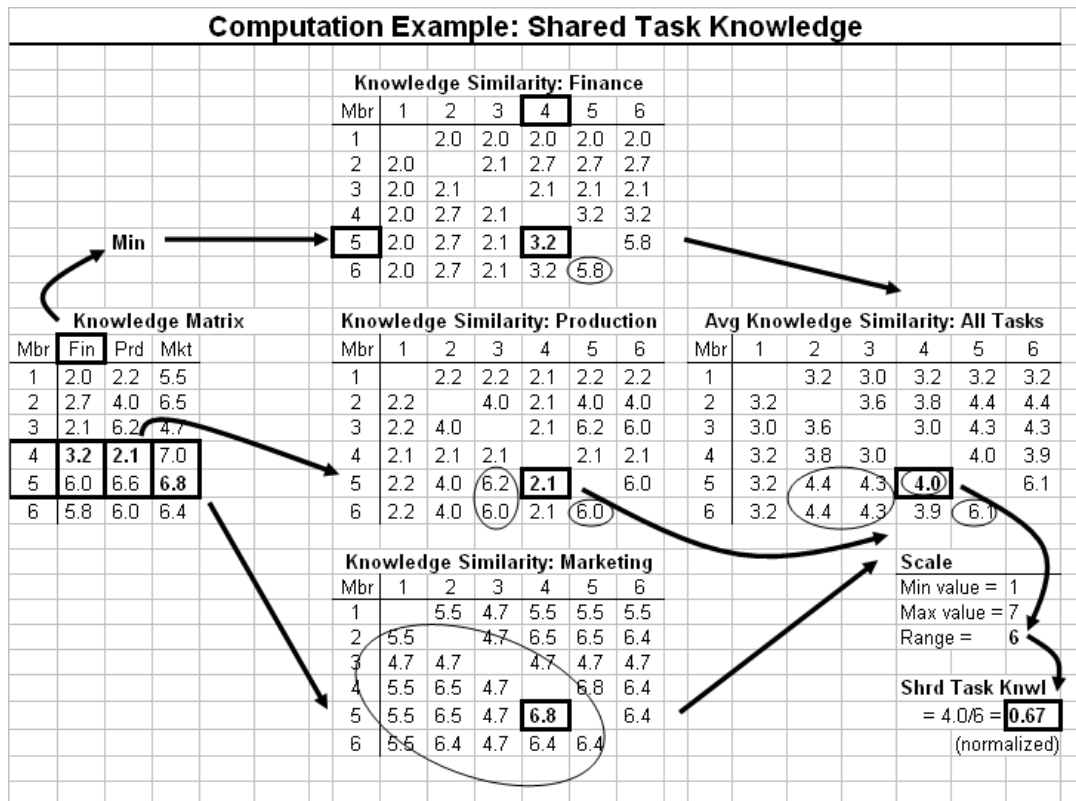 Computation Example: Shared Task Knowledge
Knowledge Similarity: Finance
Mbr 1 2 3 4 5 6
1 2.0 2.0 2.0 2.0 2.0
2 2.0 2.1 2.7 2.7 2.7
3 2.0 2.1 2.1 2.1 2.1
4 2.0 2.7 2.1 3.2 3.2
5 2.0 2.7 2.1 3.2 5.8
6 2.0 2.7 2.1 3.2 5.8
Min
Knowledge Matrix
Mbr Fin Prd Mkt
1 2.0 2.2 5.5
2 2.7 4.0 6.5
3 2.1 6.2 4.7
4 3.2 2.1 7.0
5 6.0 6.6 6.8
6 5.8 6.0 6.4
Knowledge Similarity: Production
Mbr 1 2 3 4 5 6
1 2.2 2.2 2.1 2.2 2.2
2 2.2 4.0 2.1 4.0 4.0
3 2.2 4.0 2.1 6.2 6.0
4 2.1 2.1 2.1 2.1 2.1
5 2.2 4.0 6.2 2.1 6.0
6 2.2 4.0 6.0 2.1 6.0
Avg Knowledge Similarity: All Tasks
Mbr 1 2 3 4 5 6
1 3.2 3.0 3.2 3.2 3.2
2 3.2 3.6 3.8 4.4 4.4
3 3.0 3.6 3.0 4.3 4.3
4 3.2 3.8 3.0 4.0 3.9
5 3.2 4.4 4.3 4.0 6.1
6 3.2 4.4 4.3 3.9 6.1
Knowledge Similarity: Marketing
Mbr 1 2 3 4 5 6
1 5.5 4.7 5.5 5.5 5.5
2 5.5 4.7 6.5 6.5 6.4
3 4.7 4.7 4.7 4.7 4.7
4 5.5 6.5 4.7 6.8 6.4
5 5.5 6.5 4.7 6.8 6.4
6 5.5 6.4 4.7 6.4 6.4
Scale
Min value = 1
Max value = 7
Range = 6
Shrd Task Knwl
= 4.0/6 = 0.67
(normalized)